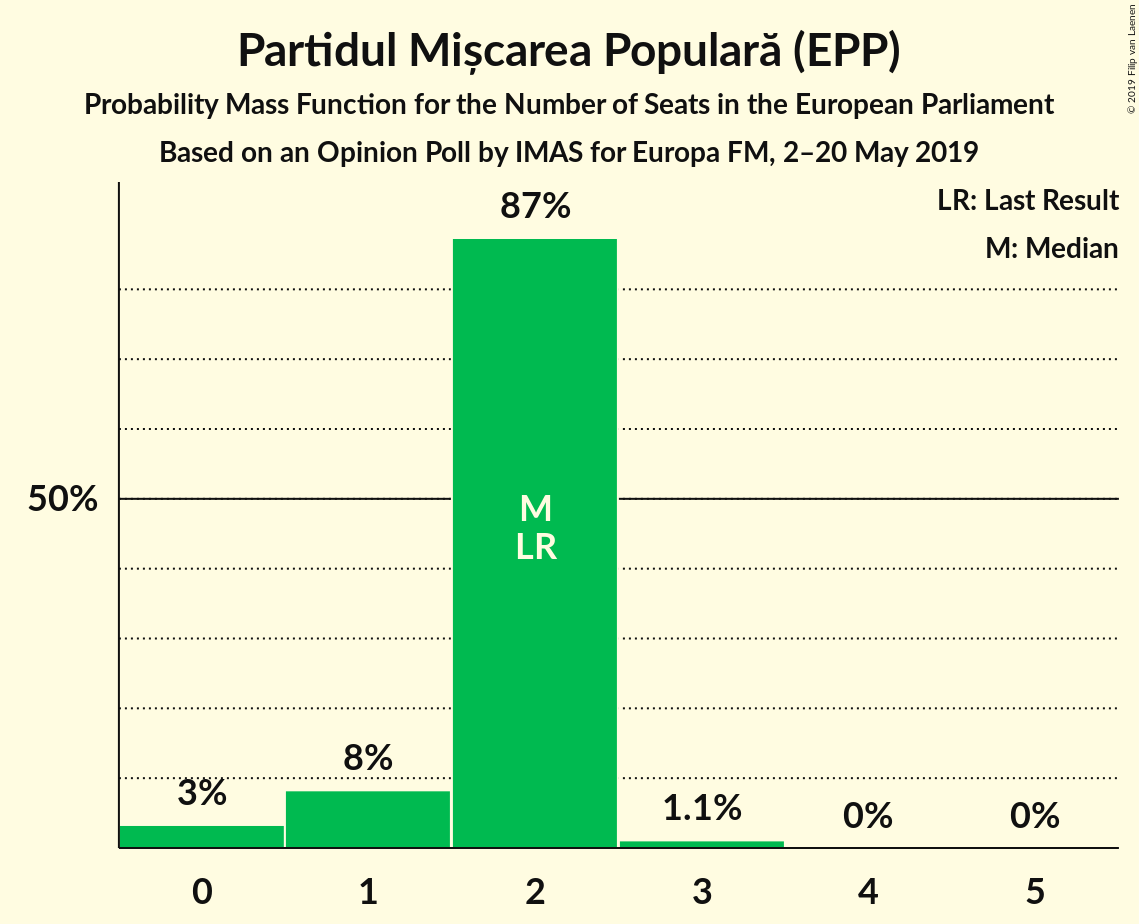 Partidul Mișcarea Populară (EPP)
Probability Mass Function for the Number of Seats in the European Parliament
Based on an Opinion Poll by IMAS for Europa FM, 2–20 May 2019
© 2019 Filip van Laenen
LR: Last Result
M: Median
87%
50%
M
LR
8%
3%
1.1%
0%
0%
0
1
2
3
4
5